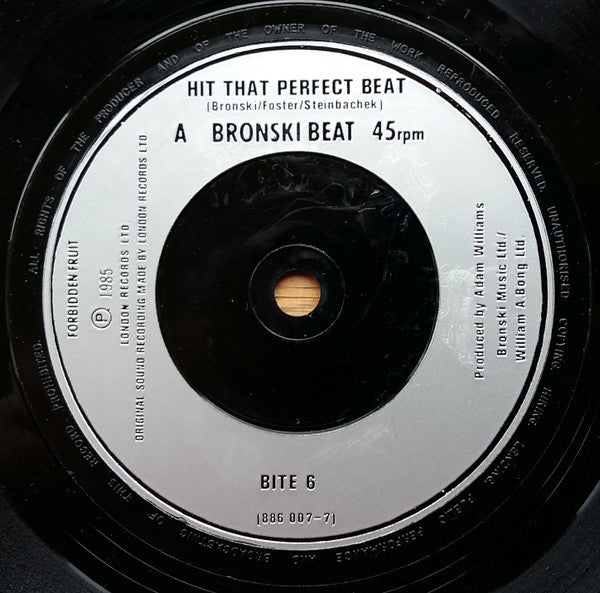 HIT THAT PERFECT BEAT
(Bronski/Foster/Steinbachek)
A BRONSKI BEAT 45rpm
FORBIDDEN FRUIT
Ⓟ 1985
LONDON RECORDS LTD
ORIGINAL SOUND RECORDING MADE BY LONDON RECORDS LTD
Produced by Adam Williams
Bronski Music Ltd./
William A Bong Ltd.
BITE 6
(886 007-7)
ALL RIGHTS OF THE PRODUCER AND OF THE OWNER OF THE WORK REPRODUCED RESERVED. UNAUTHORISED COPYING HIRING LENDING PUBLIC PERFORMANCE AND BROADCASTING OF THIS RECORD PROHIBITED.